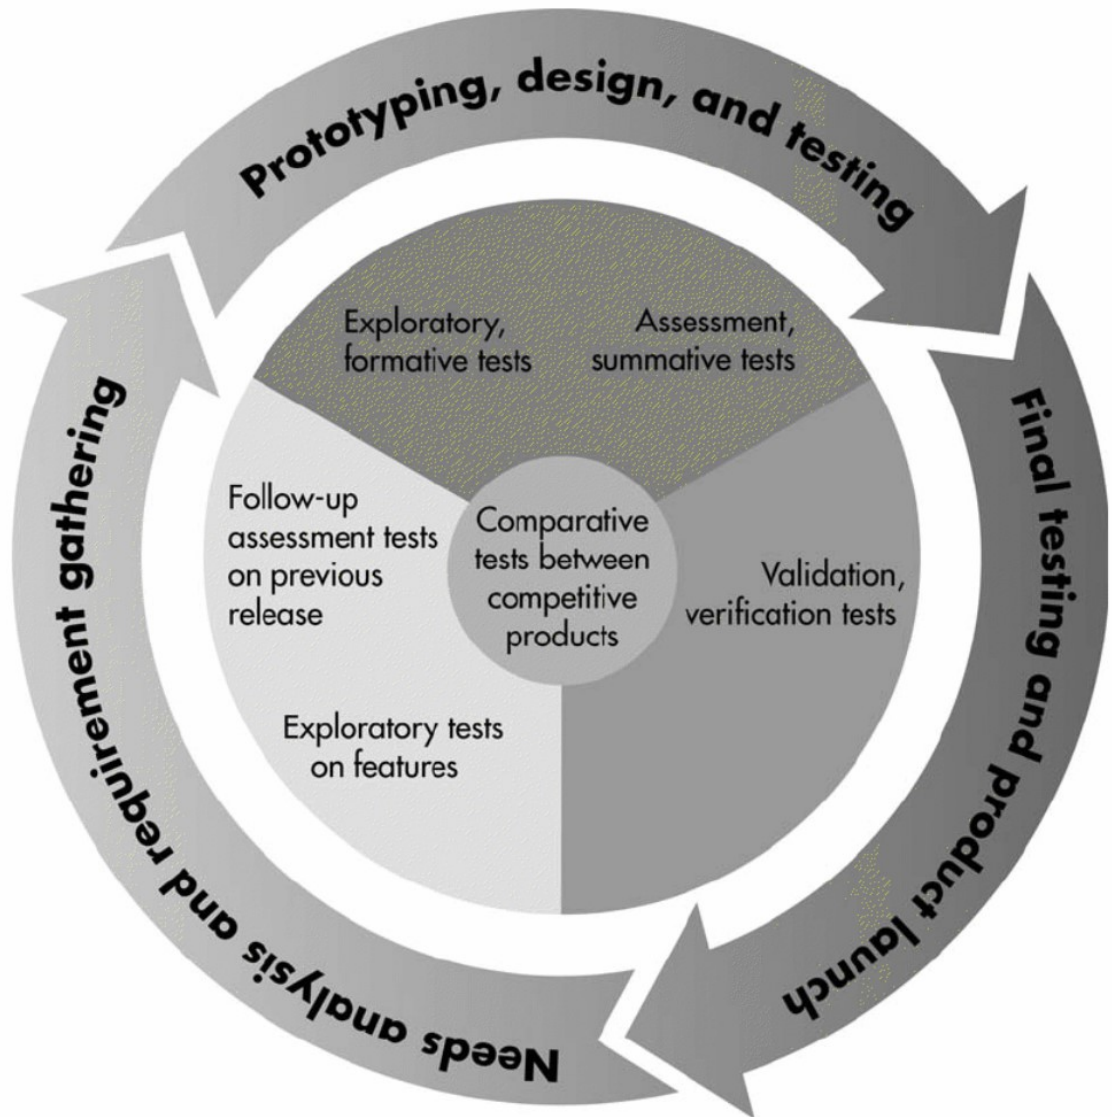 Prototyping, design, and testing
Final testing and product launch
Needs analysis and requirement gathering
Exploratory,
formative tests
Assessment,
summative tests
Follow-up
assessment tests
on previous
release
Comparative
tests between
competitive
products
Validation,
verification tests
Exploratory tests
on features